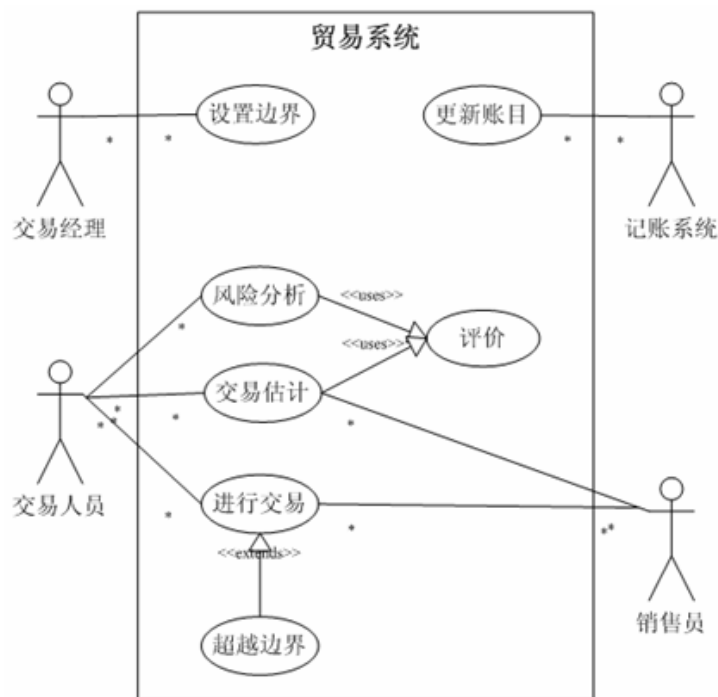 贸易系统
设置边界
更新账目
* *
* *
交易经理
记账系统
风险分析
<<uses>>
*
评价
<<uses>>
交易估计
*
* *
*
*
交易人员
进行交易
*
*
* *
<<extends>>
销售员
超越边界